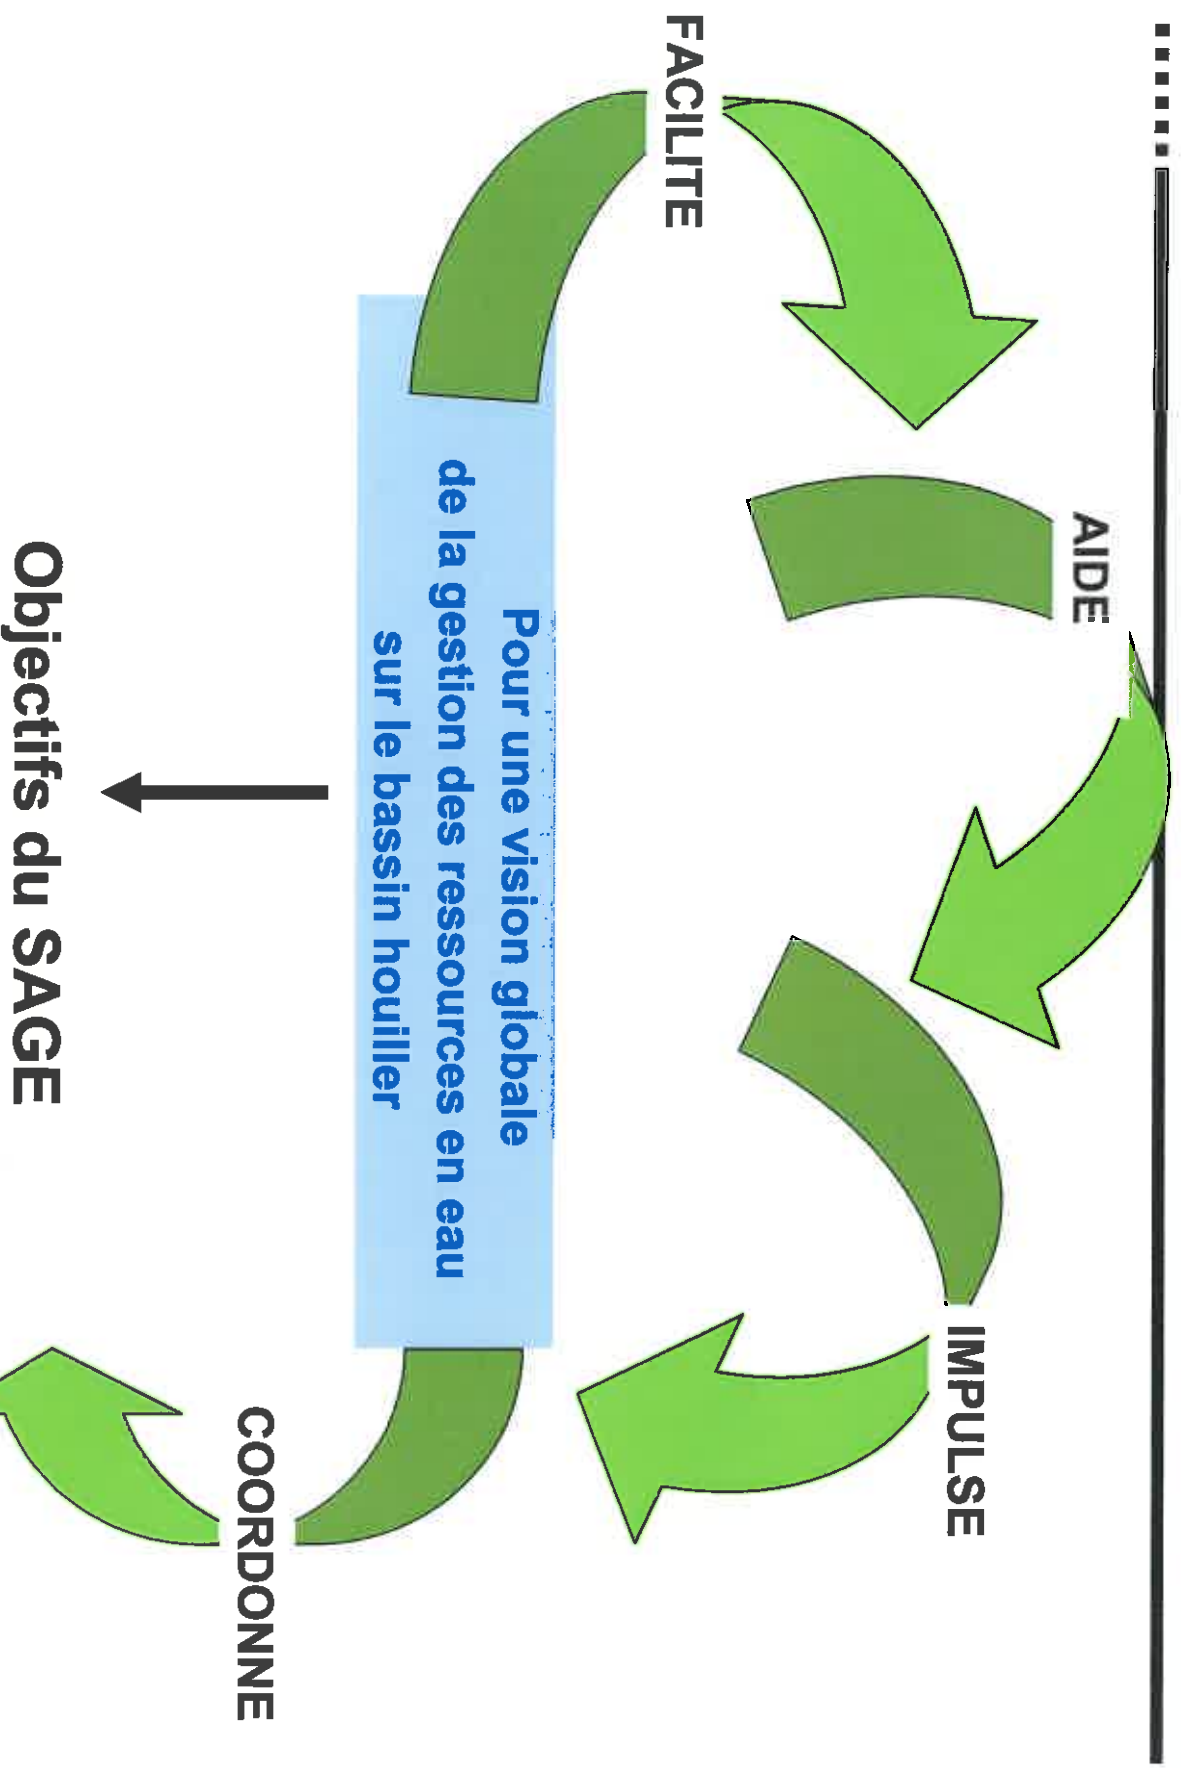 AIDE
IMPULSE
FACILITE
Pour une vision globale
de la gestion des ressources en eau
sur le bassin houiller
COORDONNE
Objectifs du SAGE